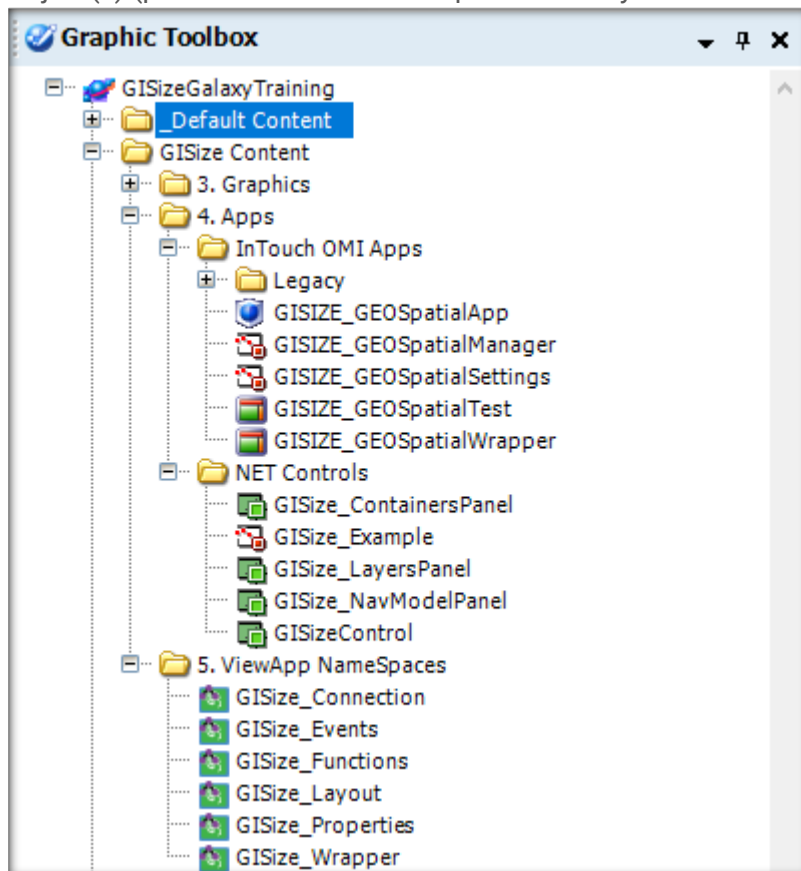 Graphic Toolbox
GISizeGalaxyTraining
_Default Content
GISize Content
3. Graphics
4. Apps
InTouch OMI Apps
Legacy
GISIZE_GEOSpatialApp
GISIZE_GEOSpatialManager
GISIZE_GEOSpatialSettings
GISIZE_GEOSpatialTest
GISIZE_GEOSpatialWrapper
NET Controls
GISize_ContainersPanel
GISize_Example
GISize_LayersPanel
GISize_NavModelPanel
GISizeControl
5. ViewApp NameSpaces
GISize_Connection
GISize_Events
GISize_Functions
GISize_Layout
GISize_Properties
GISize_Wrapper